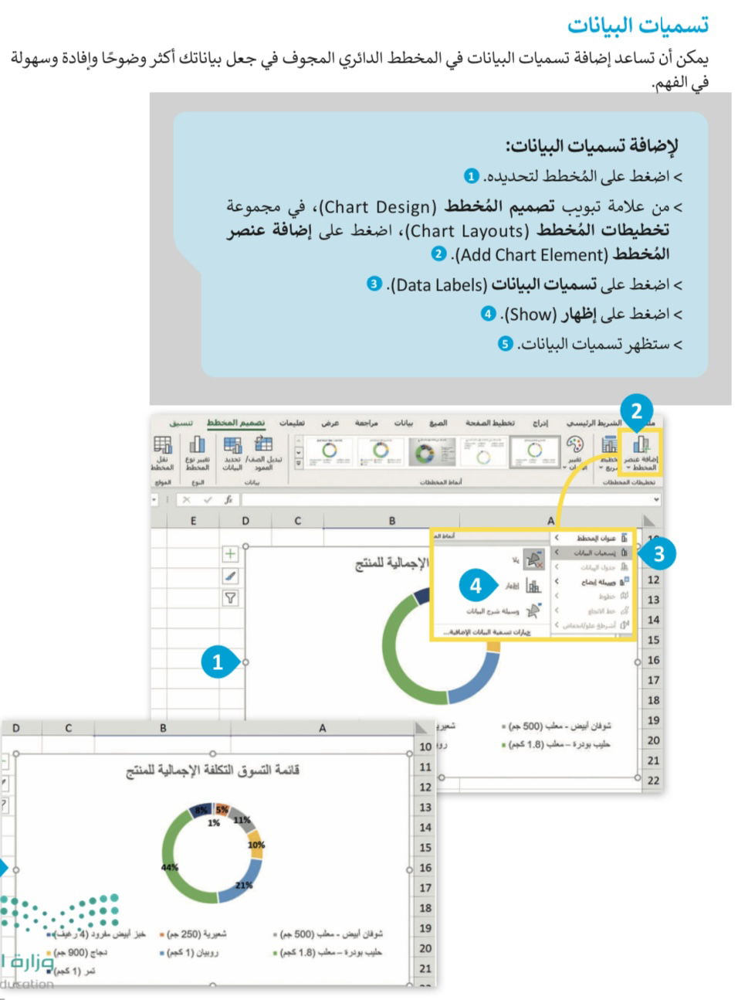 تسميات البيانات
يمكن أن تساعد إضافة تسميات البيانات في المخطط الدائري المجوف في جعل بياناتك أكثر وضوحًا وإفادة وسهولة
في الفهم.
لإضافة تسميات البيانات:
> اضغط على المُخطط لتحديده. 1
> من علامة تبويب تصميم المُخطط (Chart Design)، في مجموعة
تخطيطات المُخطط (Chart Layouts)، اضغط على إضافة عنصر
المُخطط (Add Chart Element). 2
> اضغط على تسميات البيانات (Data Labels). 3
> اضغط على إظهار (Show). 4
> ستظهر تسميات البيانات. 5
2
الشريط الرئيسي إدراج تخطيط الصفحة الصيغ بيانات مراجعة عرض تعليمات تصميم المخطط تنسيق
إضافة عنصر
المخطط
تغيير
تبديل الصف/
العمود
تحديد
البيانات
تغيير نوع
المخطط
نقل
المخطط
تخطيطات المخططات
أنماط المخططات
بيانات
النوع
الموقع
fx
A B C D E
عنوان المخطط
تسميات البيانات
جدول البيانات
وسيلة إيضاح
خطوط
خط الاتجاه
أشرطة علو/انخفاض
بلا
إظهار
وسيلة شرح البيانات
خيارات تسمية البيانات الإضافية...
3
4
1
الإجمالية للمنتج
12
13
14
15
16
17
18
19
20
21
22
شوفان أبيض - معلب (500 جم)
حليب بودرة – معلب (1.8 كجم)
A B C D
10
11
12
13
14
15
16
17
18
19
20
21
قائمة التسوق التكلفة الإجمالية للمنتج
8%
5%
1%
11%
10%
44%
21%
شوفان أبيض - معلب (500 جم) شعيرية (250 جم) خبز أبيض مفرود (4 رغيف)
حليب بودرة – معلب (1.8 كجم) روبيان (1 كجم) دجاج (900 جم)
تمر (1 كجم)
وزارة